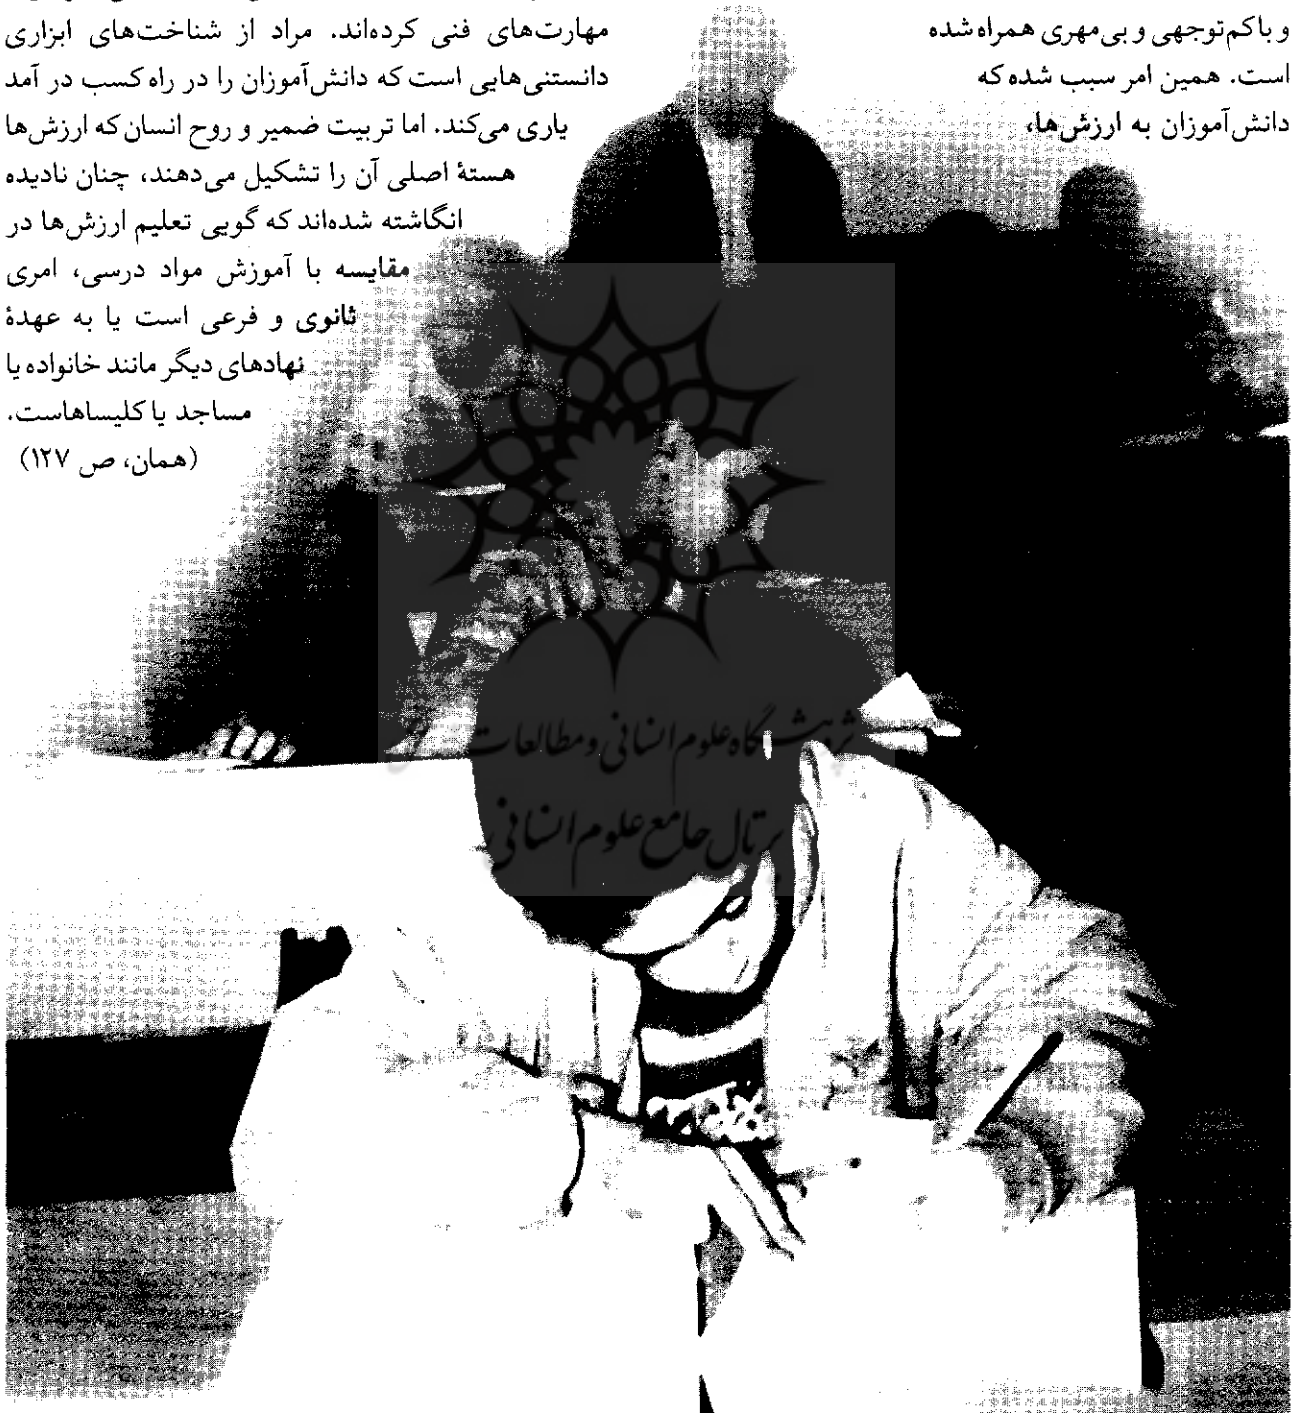 و با کم‌توجهی و بی‌مهری همراه شده
است. همین امر سبب شده که
دانش‌آموزان به ارزش‌ها،
مهارت‌های فنی کرده‌اند. مراد از شناخت‌های ابزاری
دانستنی‌هایی است که دانش‌آموزان را در راه کسب در آمد
یاری می‌کند. اما تربیت ضمیر و روح انسان که ارزش‌ها
هستهٔ اصلی آن را تشکیل می‌دهند، چنان نادیده
انگاشته شده‌اند که گویی تعلیم ارزش‌ها در
مقایسه با آموزش مواد درسی، امری
ثانوی و فرعی است یا به عهدهٔ
نهادهای دیگر مانند خانواده یا
مساجد یا کلیساهاست.
(همان، ص ۱۲۷)
پژوهشگاه علوم انسانی و مطالعات فرهنگی
پرتال جامع علوم انسانی